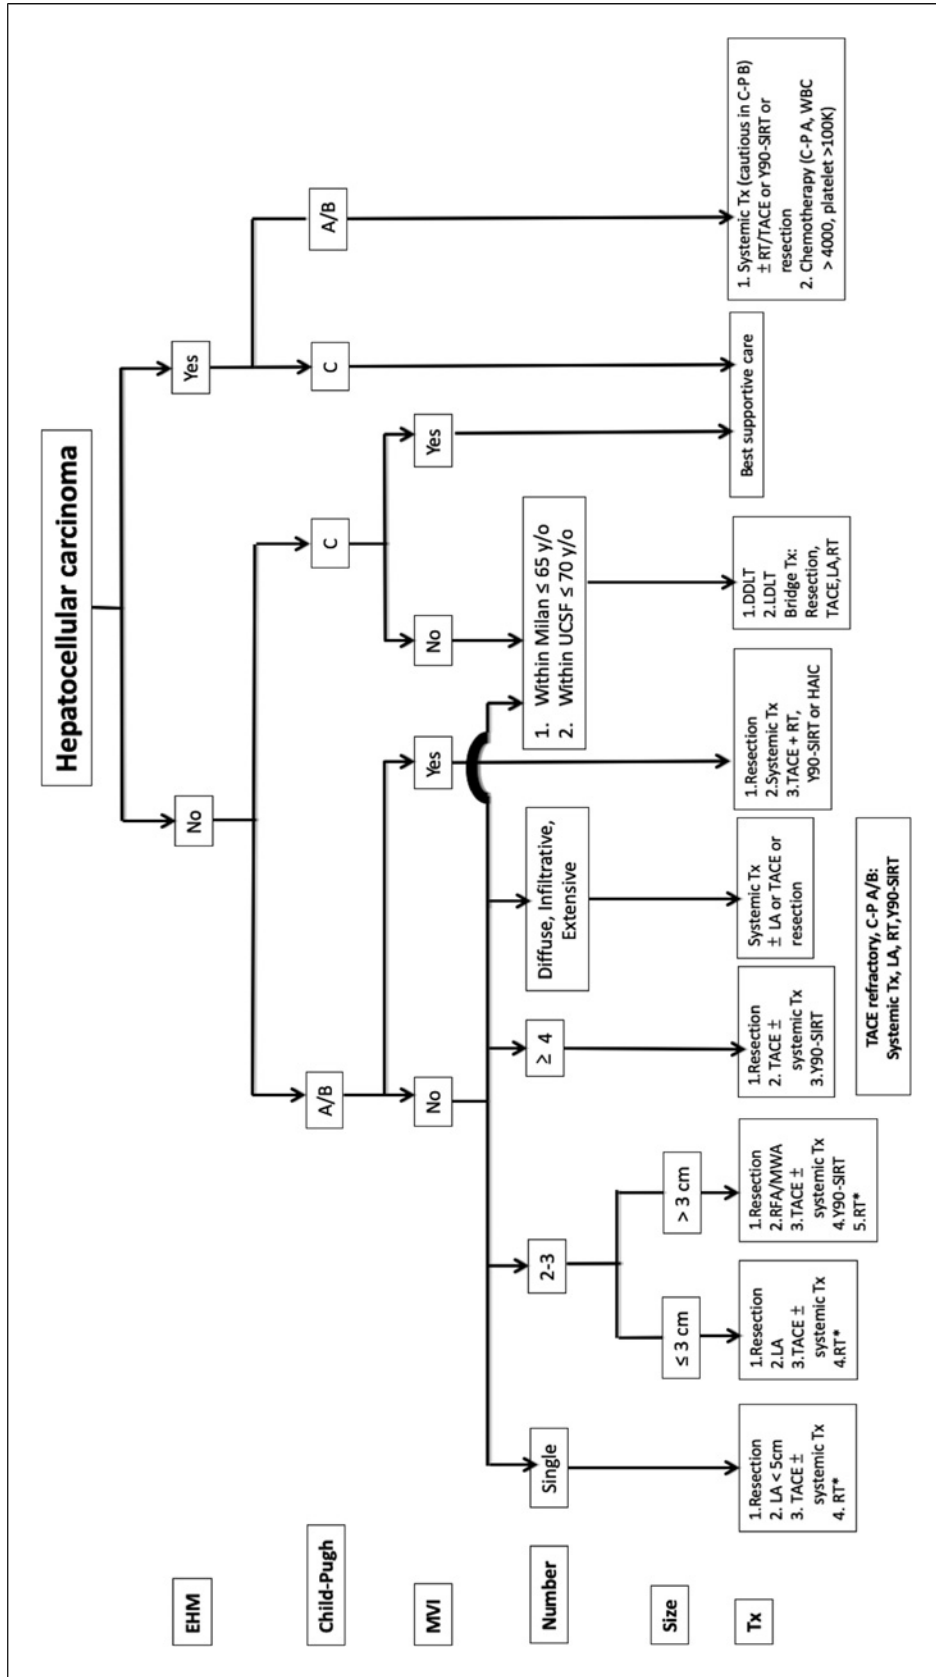 Hepatocellular carcinoma
EHM
No
Yes
Child-Pugh
A/B
C
C
A/B
MVI
No
Yes
No
Yes
Number
Single
2-3
≥ 4
Diffuse, Infiltrative,
Extensive
1. Within Milan ≤ 65 y/o
2. Within UCSF ≤ 70 y/o
Size
≤ 3 cm
> 3 cm
Tx
1.Resection
2. LA < 5cm
3. TACE ±
systemic Tx
4. RT*
1.Resection
2.LA
3.TACE ±
systemic Tx
4.RT*
1.Resection
2.RFA/MWA
3.TACE ±
systemic Tx
4.Y90-SIRT
5.RT*
1.Resection
2. TACE ±
systemic Tx
3.Y90-SIRT
Systemic Tx
± LA or TACE or
resection
1.Resection
2.Systemic Tx
3.TACE + RT,
Y90-SIRT or HAIC
1.DDLT
2.LDLT
Bridge Tx:
Resection,
TACE,LA,RT
Best supportive care
1. Systemic Tx (cautious in C-P B)
± RT/TACE or Y90-SIRT or
resection
2. Chemotherapy (C-P A, WBC
> 4000, platelet >100K)
TACE refractory, C-P A/B:
Systemic Tx, LA, RT,Y90-SIRT